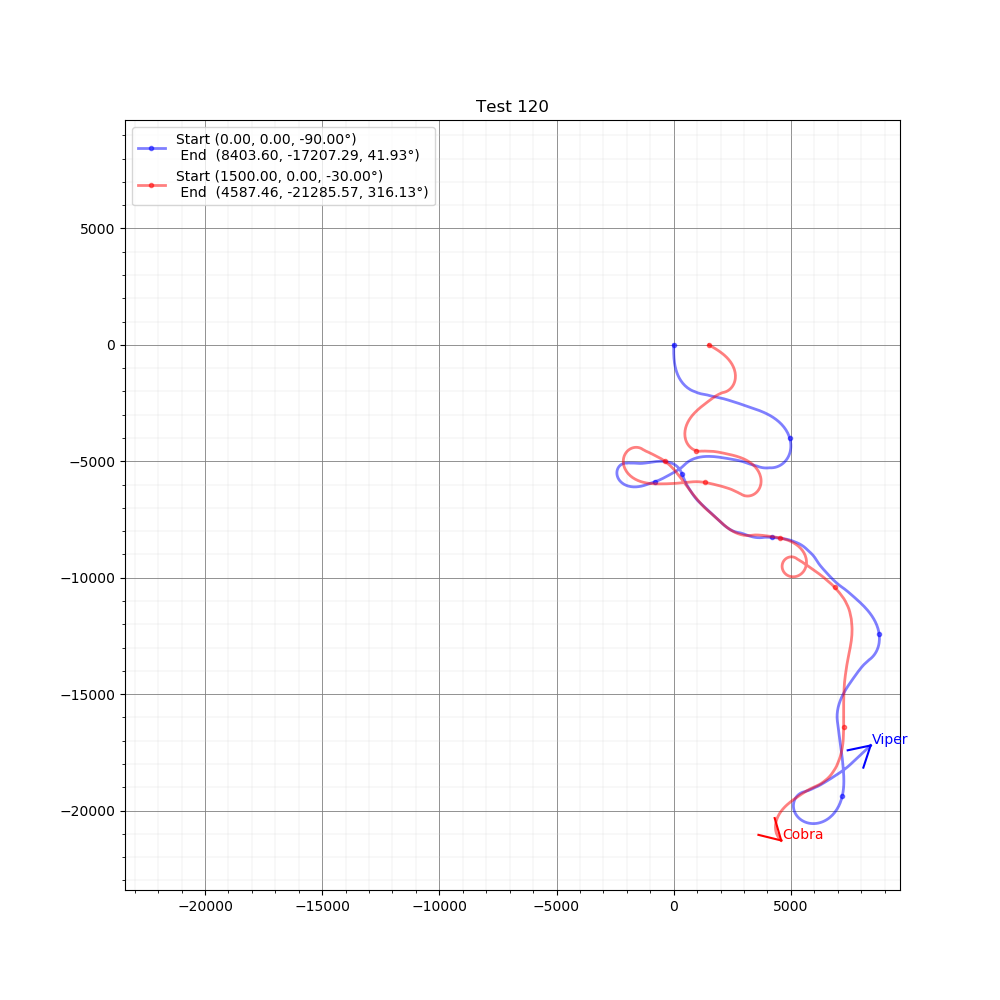 Test 120
Start (0.00, 0.00, -90.00°)
End (8403.60, -17207.29, 41.93°)
Start (1500.00, 0.00, -30.00°)
End (4587.46, -21285.57, 316.13°)
5000
0
−5000
−10000
−15000
−20000
Viper
Cobra
−20000 −15000 −10000 −5000 0 5000